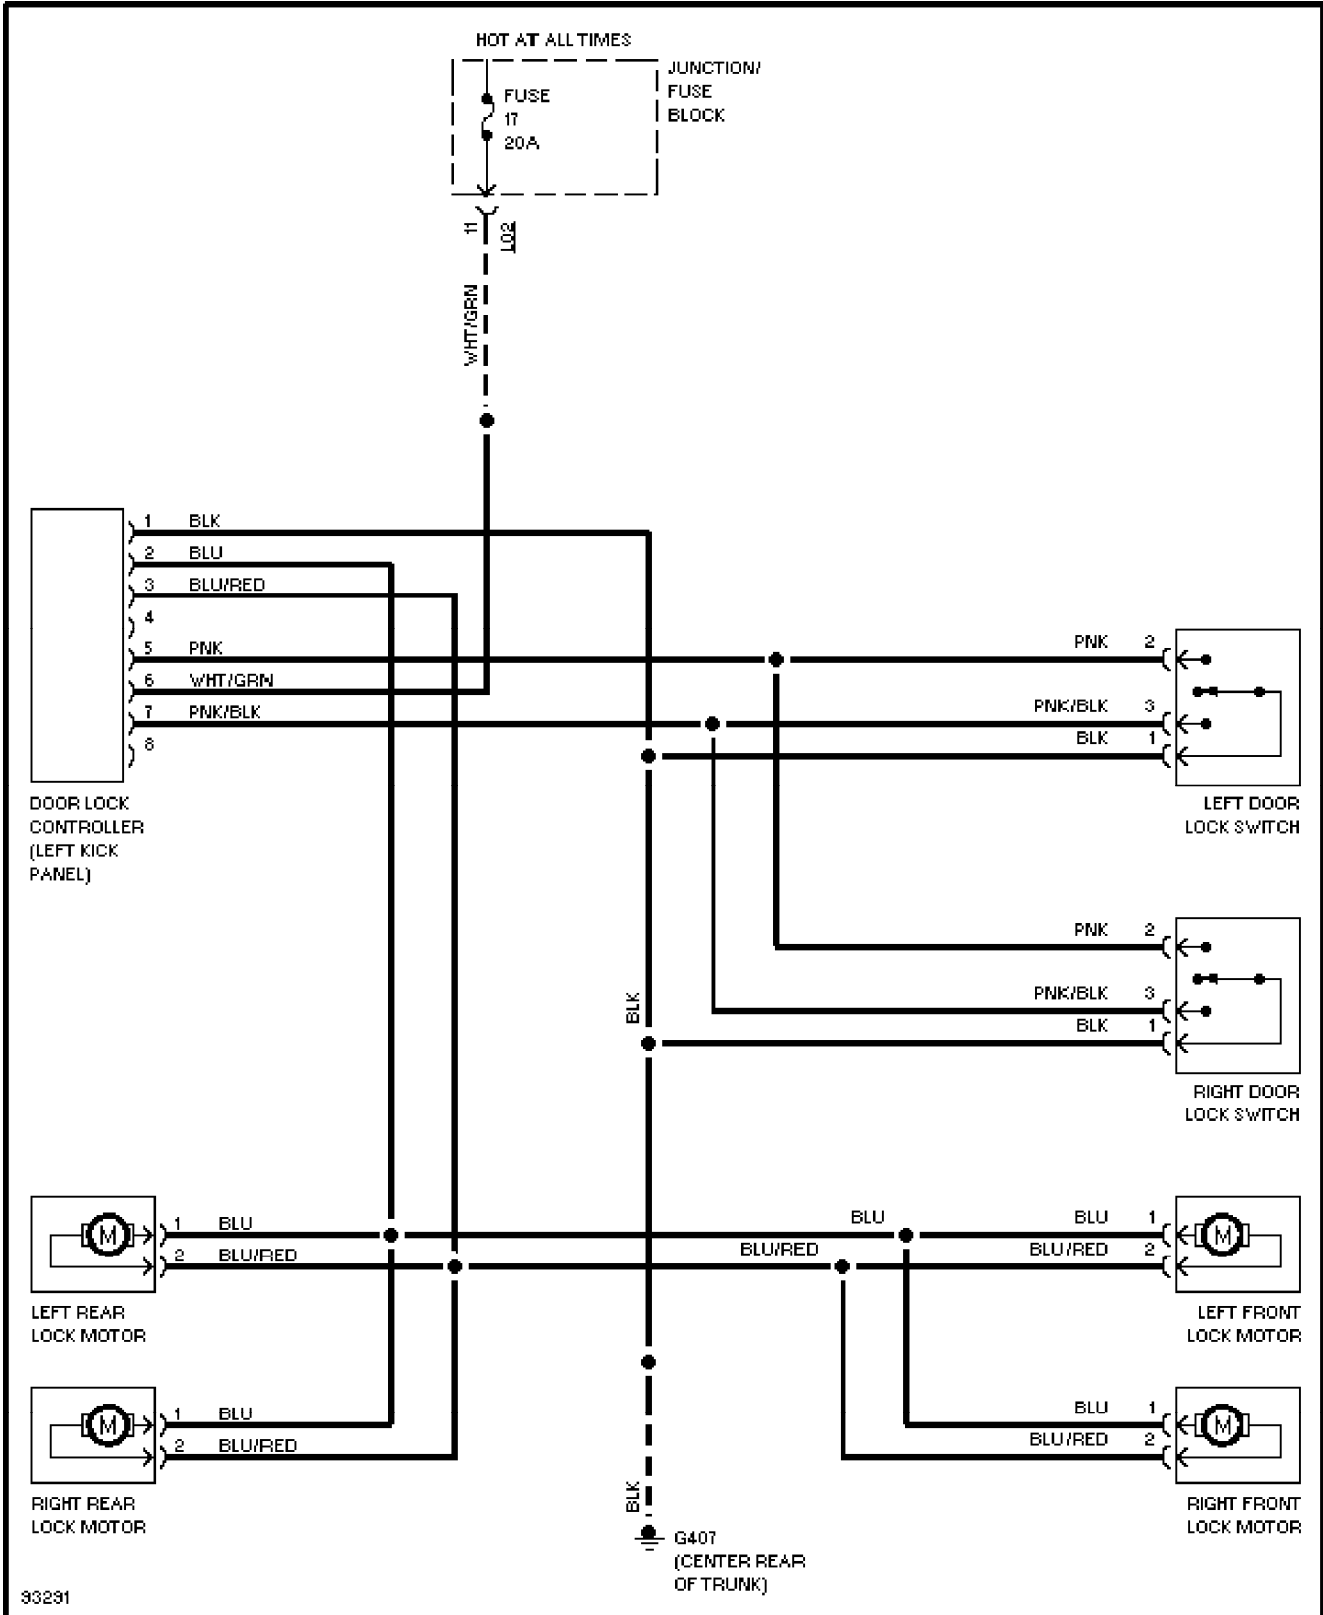 HOT AT ALL TIMES
JUNCTION/
FUSE
BLOCK
FUSE
17
20A
11
L02
WHT/GRN
1 BLK
2 BLU
3 BLU/RED
4
5 PNK
6 WHT/GRN
7 PNK/BLK
8
DOOR LOCK
CONTROLLER
(LEFT KICK
PANEL)
PNK 2
PNK/BLK 3
BLK 1
LEFT DOOR
LOCK SWITCH
PNK 2
PNK/BLK 3
BLK 1
RIGHT DOOR
LOCK SWITCH
BLK
1 BLU
2 BLU/RED
LEFT REAR
LOCK MOTOR
BLU
BLU/RED
BLU 1
BLU/RED 2
LEFT FRONT
LOCK MOTOR
M
M
1 BLU
2 BLU/RED
RIGHT REAR
LOCK MOTOR
BLU 1
BLU/RED 2
RIGHT FRONT
LOCK MOTOR
M
M
BLK
G407
(CENTER REAR
OF TRUNK)
93291